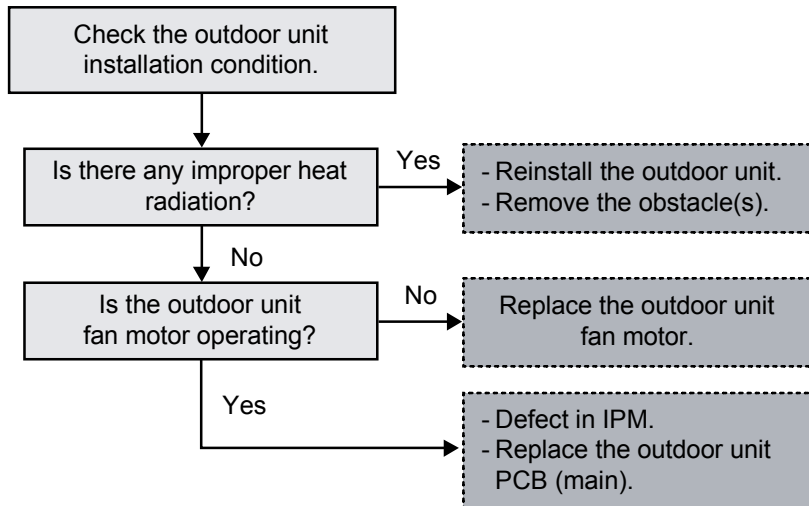 Check the outdoor unit
installation condition.
Is there any improper heat
radiation?
Yes
- Reinstall the outdoor unit.
- Remove the obstacle(s).
No
Is the outdoor unit
fan motor operating?
No
Replace the outdoor unit
fan motor.
Yes
- Defect in IPM.
- Replace the outdoor unit
PCB (main).